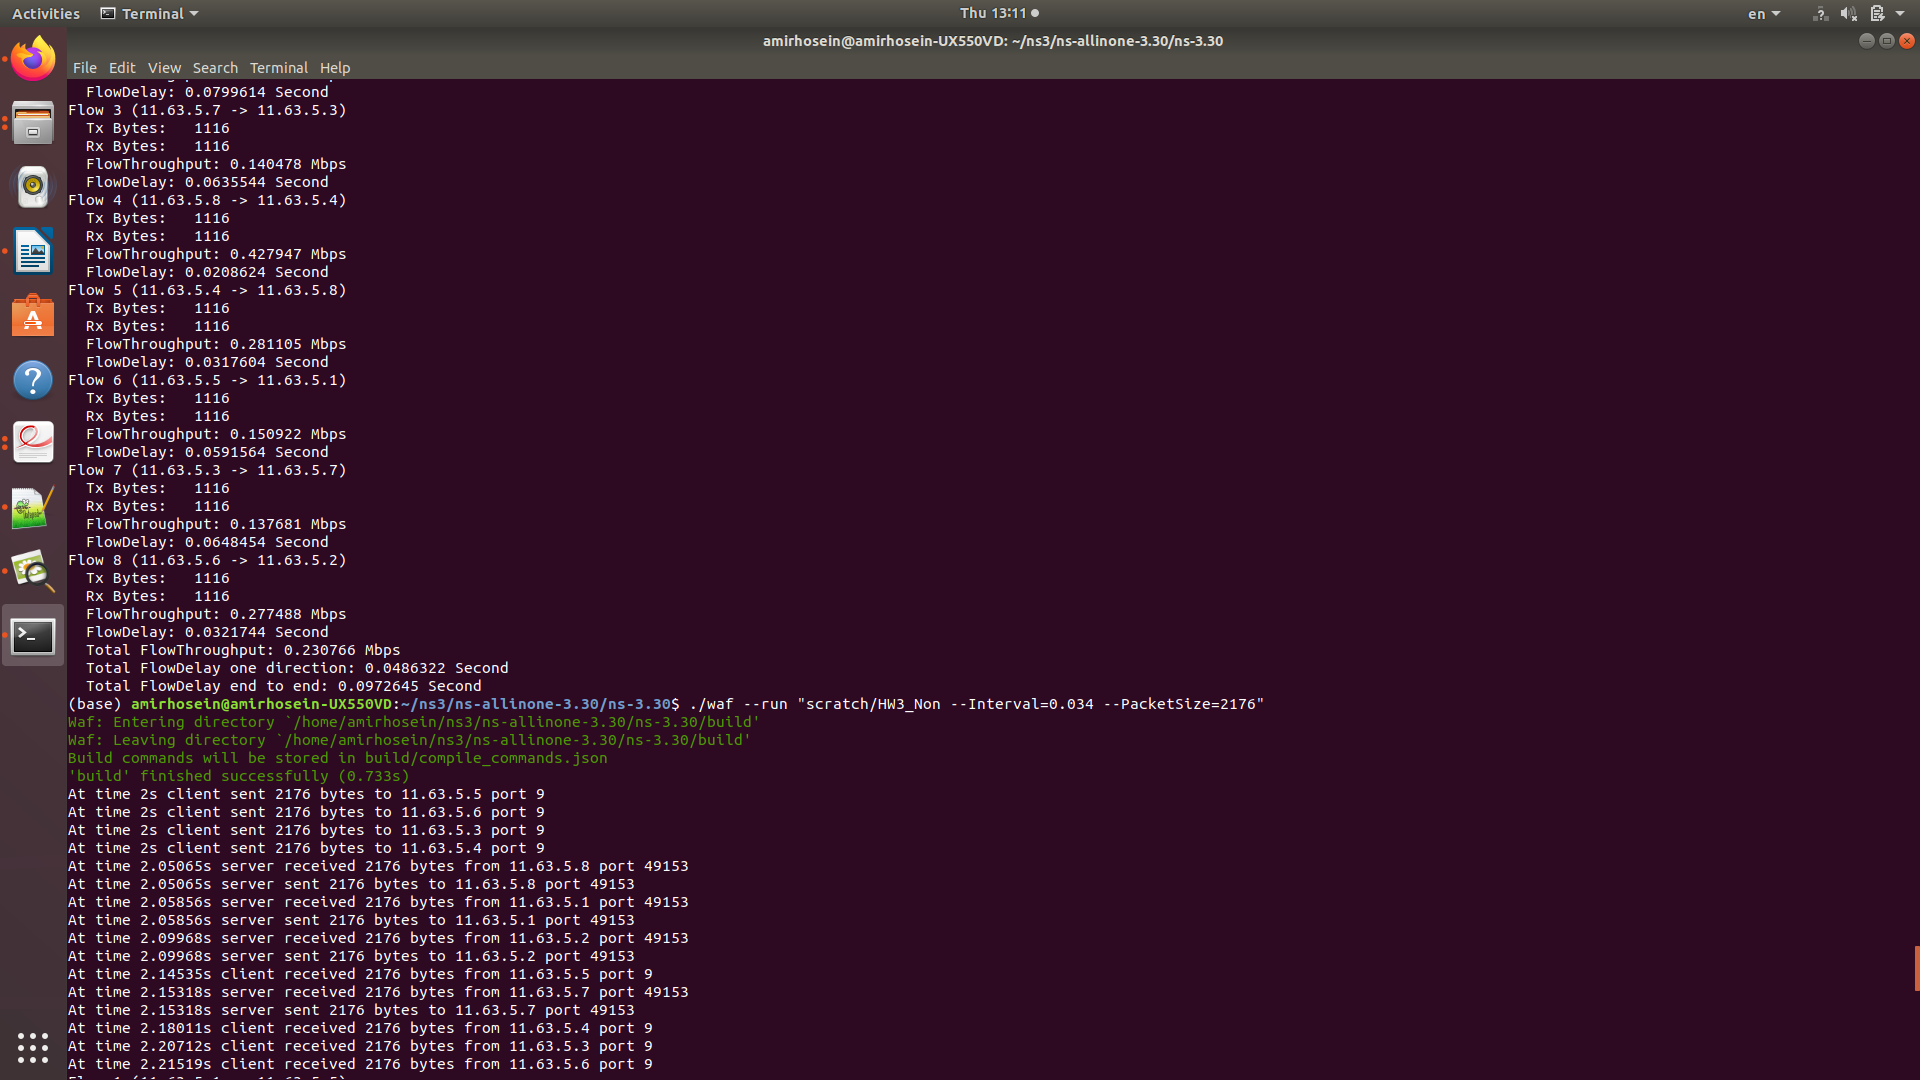 Activities Terminal Thu 13:11 en
amirhosein@amirhosein-UX550VD: ~/ns3/ns-allinone-3.30/ns-3.30
File Edit View Search Terminal Help
FlowDelay: 0.0799614 Second
Flow 3 (11.63.5.7 -> 11.63.5.3)
Tx Bytes: 1116
Rx Bytes: 1116
FlowThroughput: 0.140478 Mbps
FlowDelay: 0.0635544 Second
Flow 4 (11.63.5.8 -> 11.63.5.4)
Tx Bytes: 1116
Rx Bytes: 1116
FlowThroughput: 0.427947 Mbps
FlowDelay: 0.0208624 Second
Flow 5 (11.63.5.4 -> 11.63.5.8)
Tx Bytes: 1116
Rx Bytes: 1116
FlowThroughput: 0.281105 Mbps
FlowDelay: 0.0317604 Second
Flow 6 (11.63.5.5 -> 11.63.5.1)
Tx Bytes: 1116
Rx Bytes: 1116
FlowThroughput: 0.150922 Mbps
FlowDelay: 0.0591564 Second
Flow 7 (11.63.5.3 -> 11.63.5.7)
Tx Bytes: 1116
Rx Bytes: 1116
FlowThroughput: 0.137681 Mbps
FlowDelay: 0.0648454 Second
Flow 8 (11.63.5.6 -> 11.63.5.2)
Tx Bytes: 1116
Rx Bytes: 1116
FlowThroughput: 0.277488 Mbps
FlowDelay: 0.0321744 Second
Total FlowThroughput: 0.230766 Mbps
Total FlowDelay one direction: 0.0486322 Second
Total FlowDelay end to end: 0.0972645 Second
(base) amirhosein@amirhosein-UX550VD:~/ns3/ns-allinone-3.30/ns-3.30$ ./waf --run "scratch/HW3_Non --Interval=0.034 --PacketSize=2176"
Waf: Entering directory `/home/amirhosein/ns3/ns-allinone-3.30/ns-3.30/build'
Waf: Leaving directory `/home/amirhosein/ns3/ns-allinone-3.30/ns-3.30/build'
Build commands will be stored in build/compile_commands.json
'build' finished successfully (0.733s)
At time 2s client sent 2176 bytes to 11.63.5.5 port 9
At time 2s client sent 2176 bytes to 11.63.5.6 port 9
At time 2s client sent 2176 bytes to 11.63.5.3 port 9
At time 2s client sent 2176 bytes to 11.63.5.4 port 9
At time 2.05065s server received 2176 bytes from 11.63.5.8 port 49153
At time 2.05065s server sent 2176 bytes to 11.63.5.8 port 49153
At time 2.05856s server received 2176 bytes from 11.63.5.1 port 49153
At time 2.05856s server sent 2176 bytes to 11.63.5.1 port 49153
At time 2.09968s server received 2176 bytes from 11.63.5.2 port 49153
At time 2.09968s server sent 2176 bytes to 11.63.5.2 port 49153
At time 2.14535s client received 2176 bytes from 11.63.5.5 port 9
At time 2.15318s server received 2176 bytes from 11.63.5.7 port 49153
At time 2.15318s server sent 2176 bytes to 11.63.5.7 port 49153
At time 2.18011s client received 2176 bytes from 11.63.5.4 port 9
At time 2.20712s client received 2176 bytes from 11.63.5.3 port 9
At time 2.21519s client received 2176 bytes from 11.63.5.6 port 9